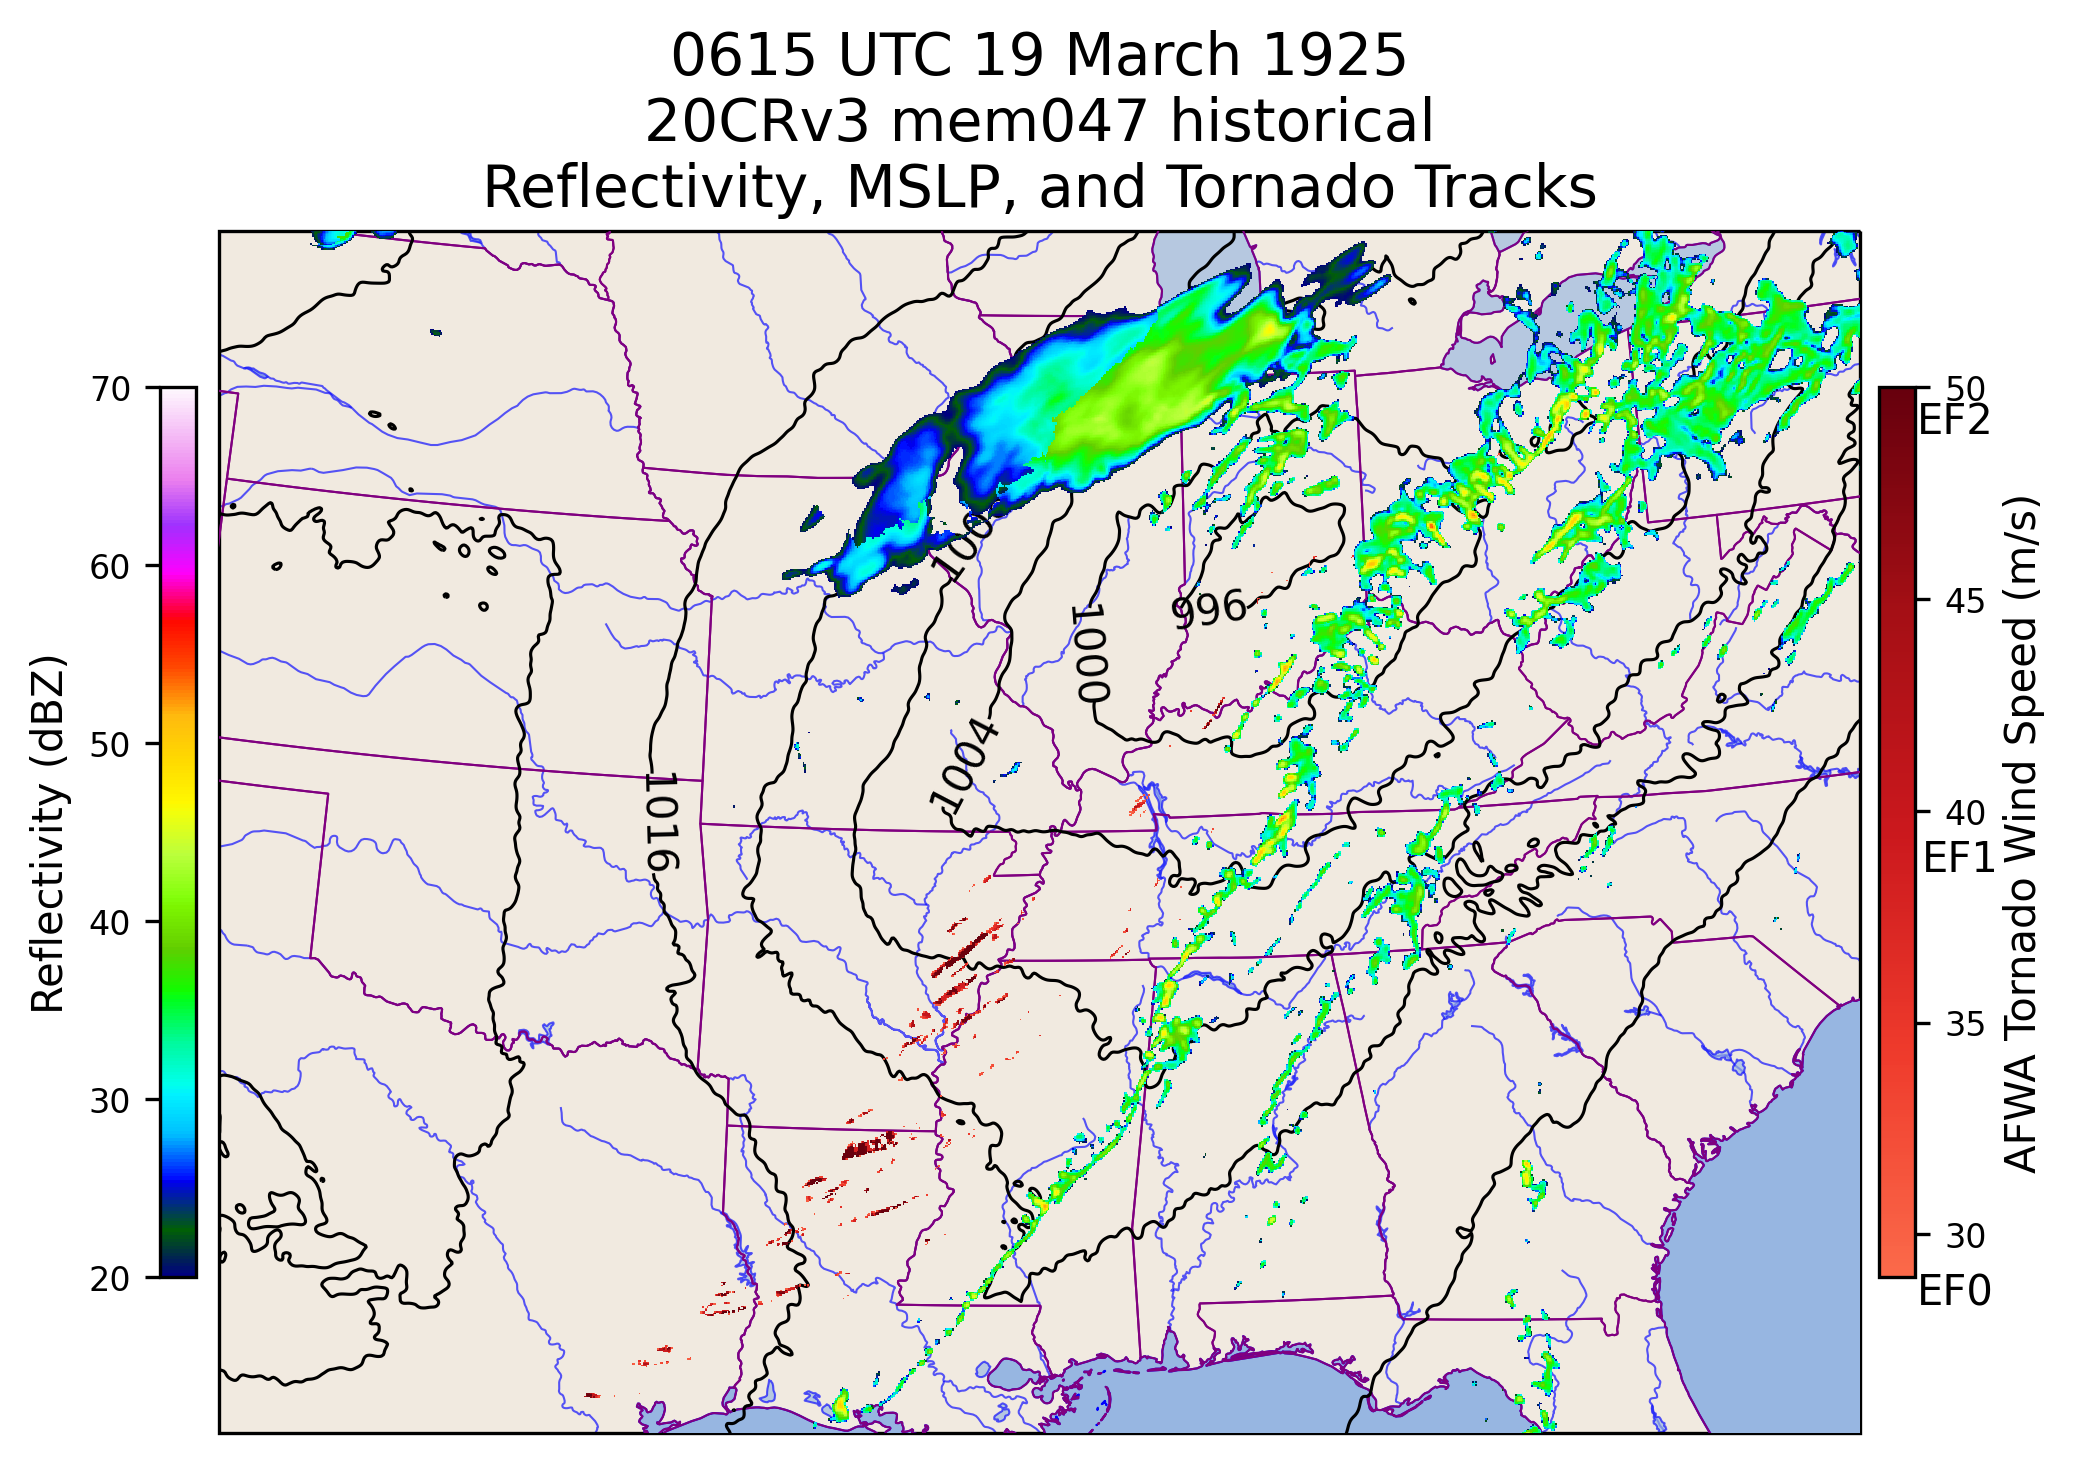 0615 UTC 19 March 1925
20CRv3 mem047 historical
Reflectivity, MSLP, and Tornado Tracks
70
60
50
40
30
20
Reflectivity (dBZ)
100
996
1000
1004
1016
50
EF2
45
40
EF1
35
30
EF0
AFWA Tornado Wind Speed (m/s)